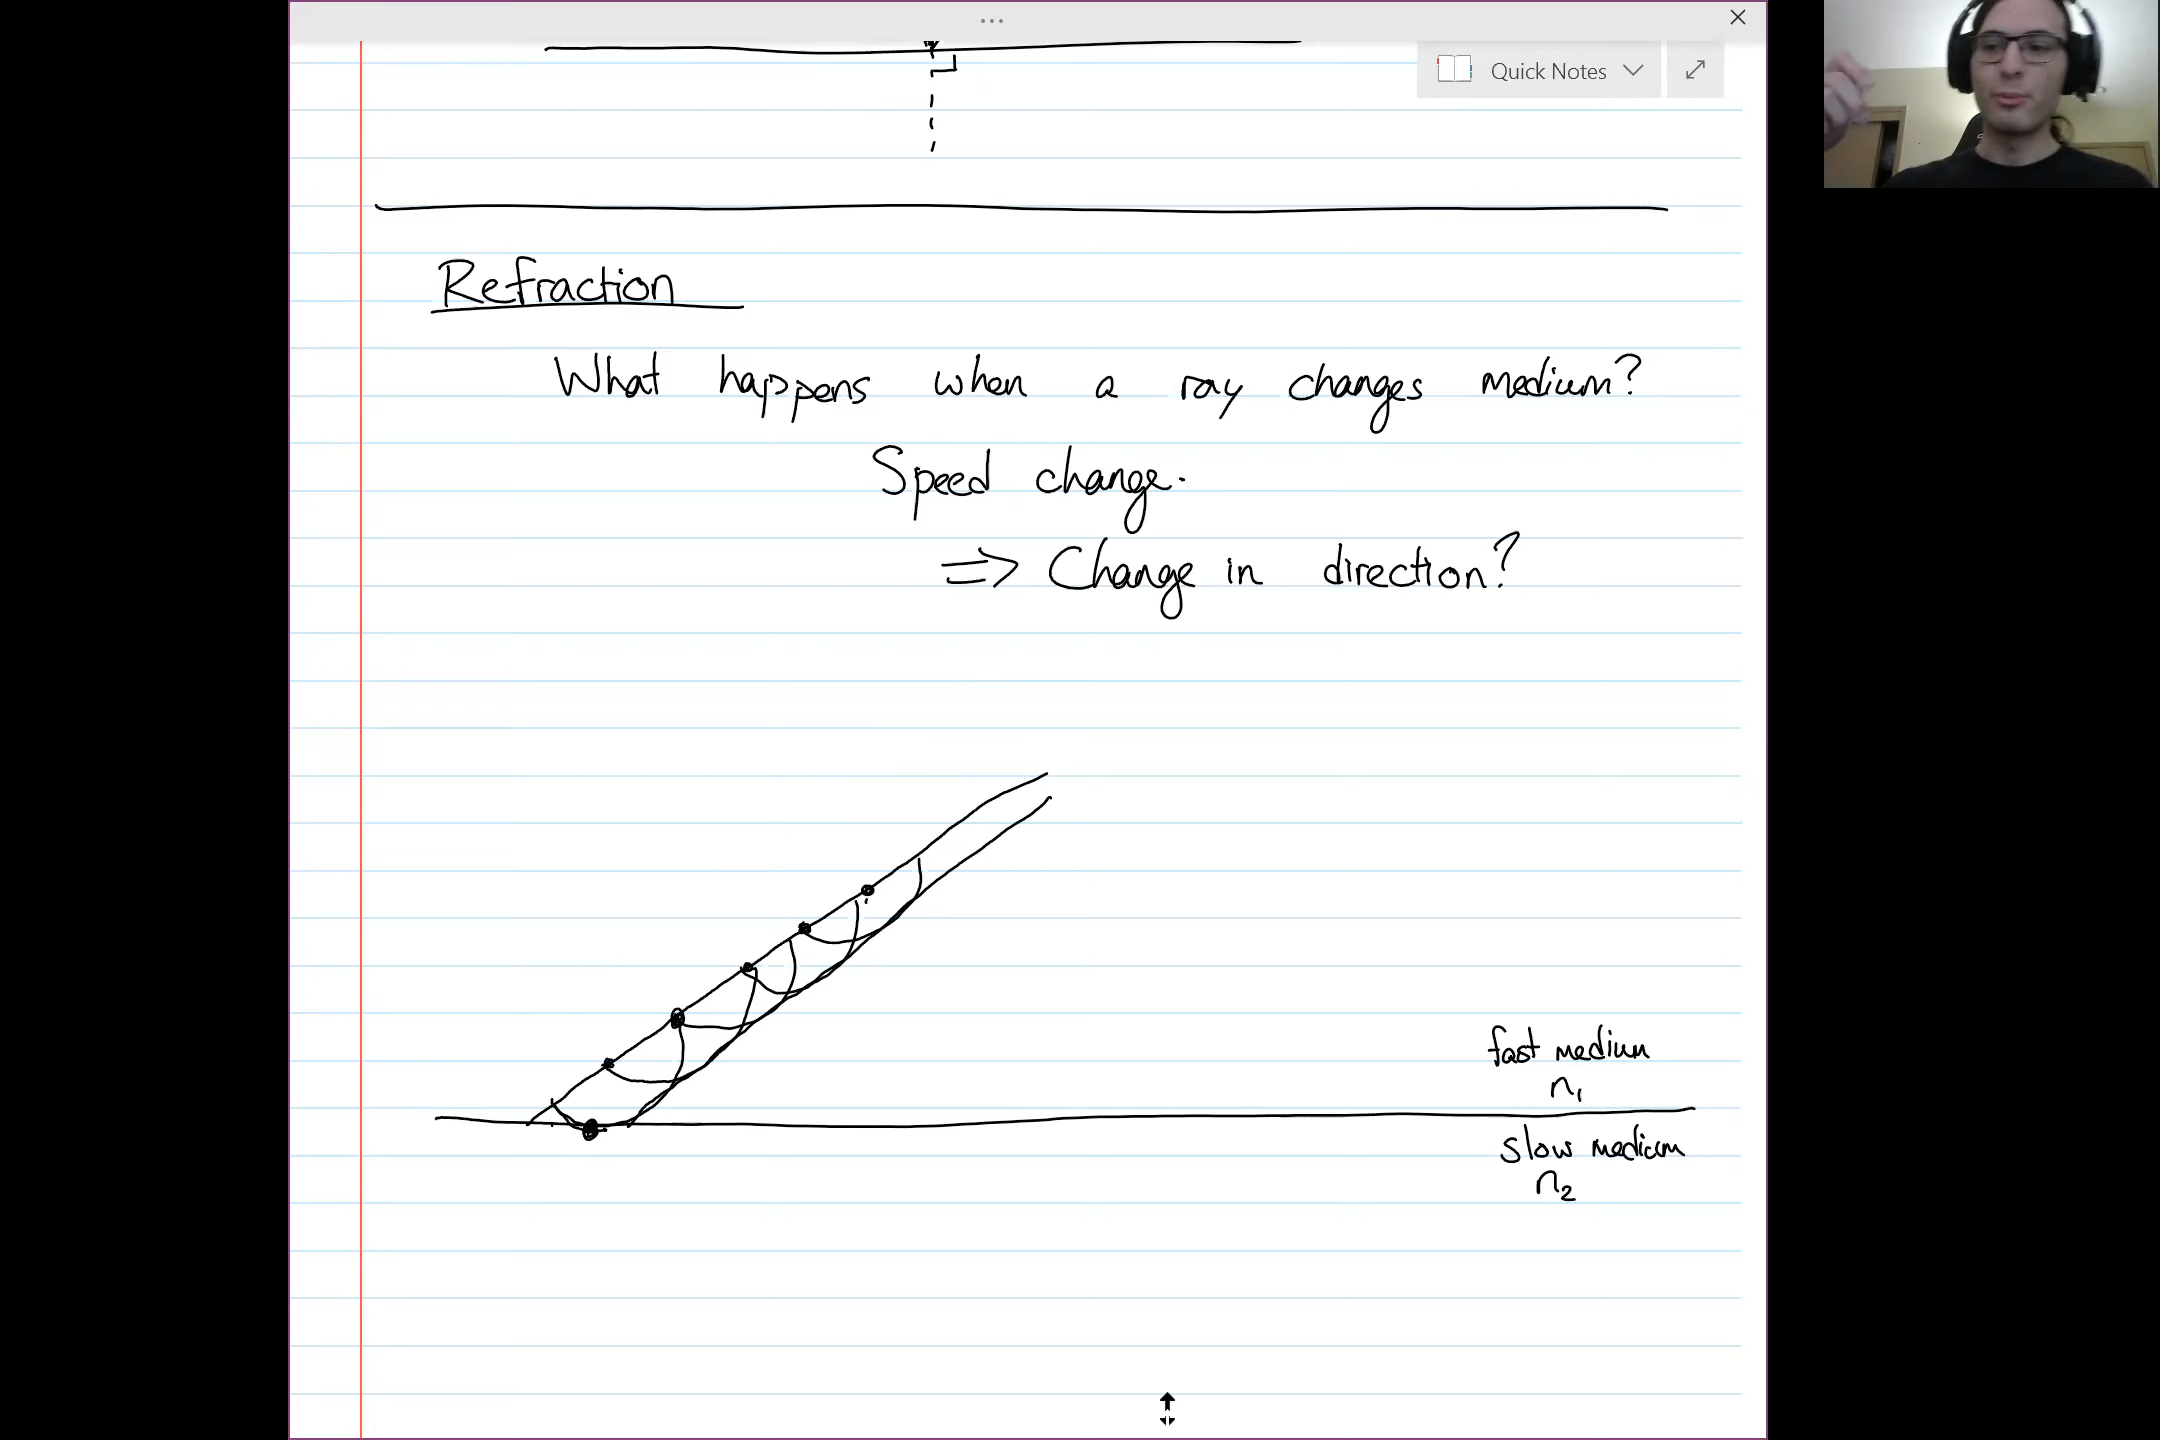 Quick Notes
Refraction
What happens when a ray changes medium?
Speed change.
⇒ Change in direction?
fast medium
n₁
slow medium
n₂